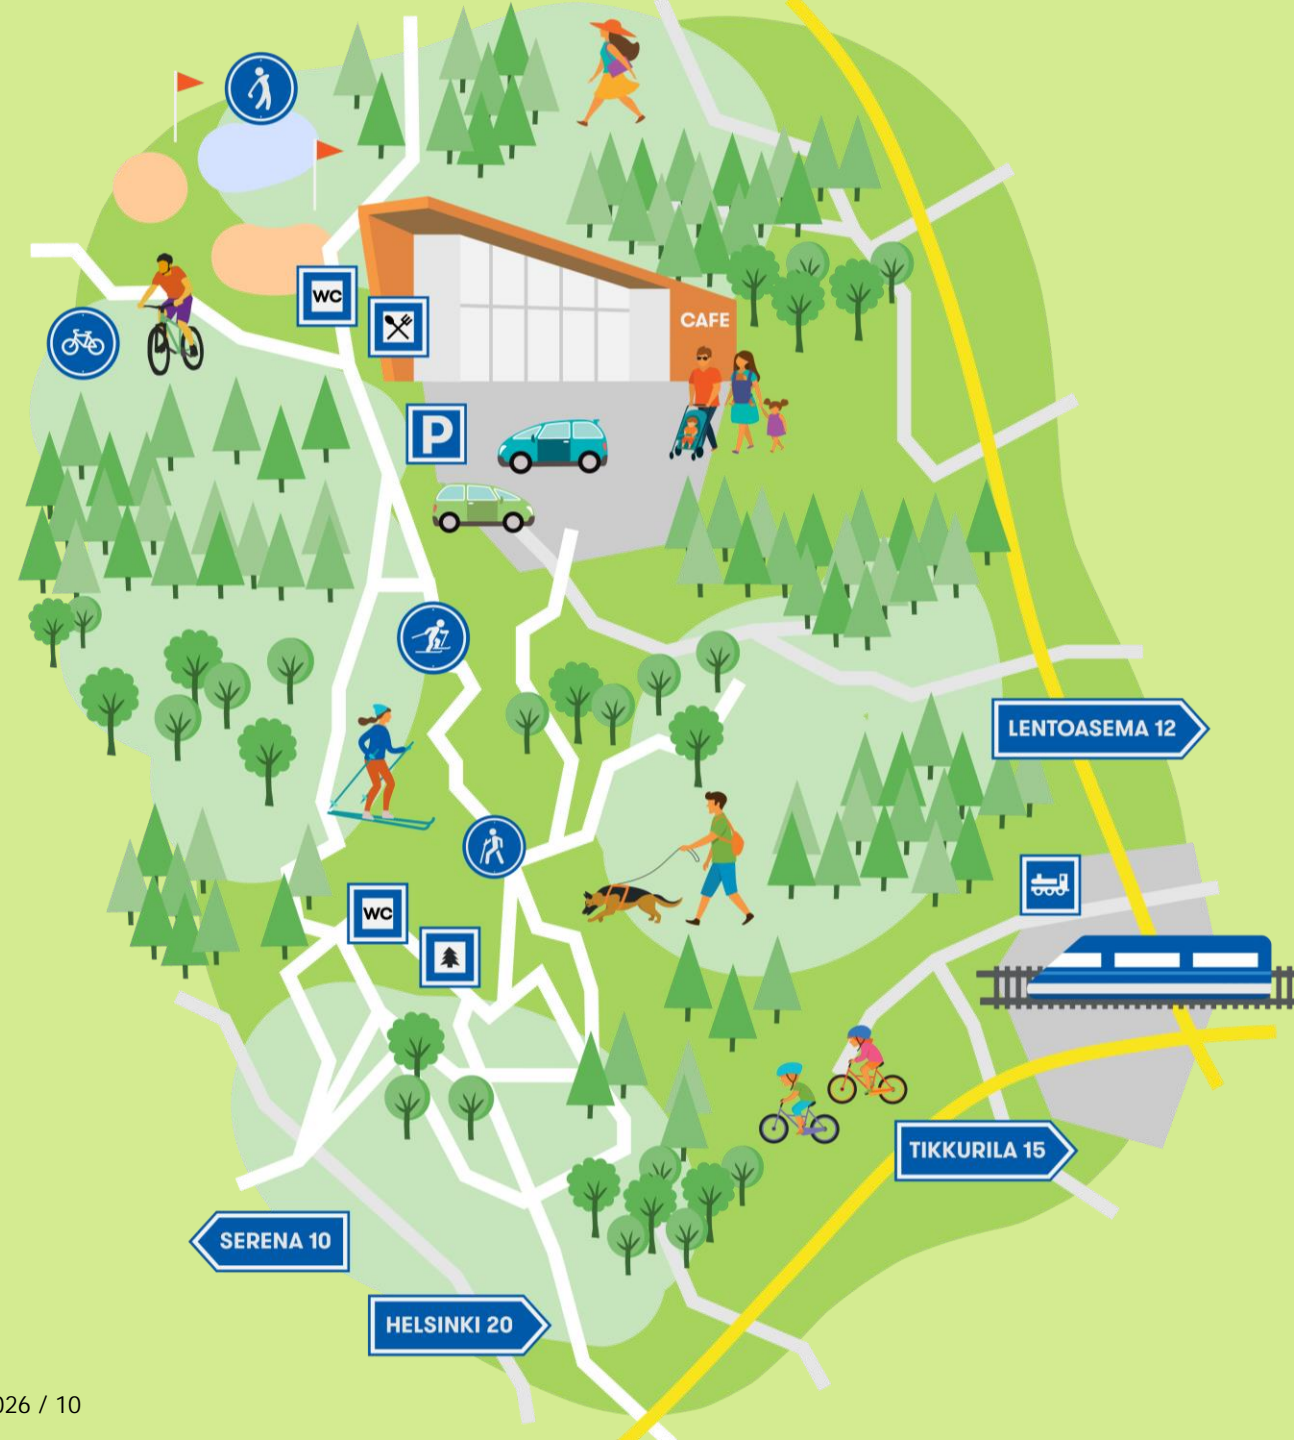 WC
CAFE
P
LENTOASEMA 12
WC
TIKKURILA 15
SERENA 10
HELSINKI 20
026 / 10